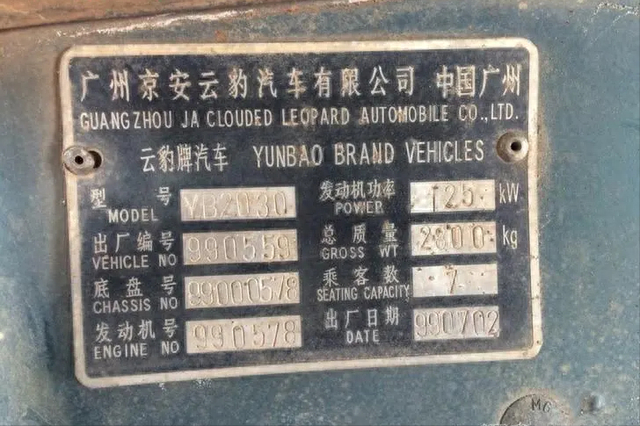 广州京安云豹汽车有限公司 中国广州
GUANGZHOU JA CLOUDED LEOPARD AUTOMOBILE CO.,LTD.
云豹牌汽车 YUNBAO BRAND VEHICLES
型号 MODEL YB2030
发动机功率 POWER 125 kW
出厂编号 VEHICLE NO 990559
总质量 GROSS WT 2800 kg
底盘号 CHASSIS NO 99000578
乘客数 SEATING CAPACITY 7
发动机号 ENGINE NO 990578
出厂日期 DATE 990702
M6